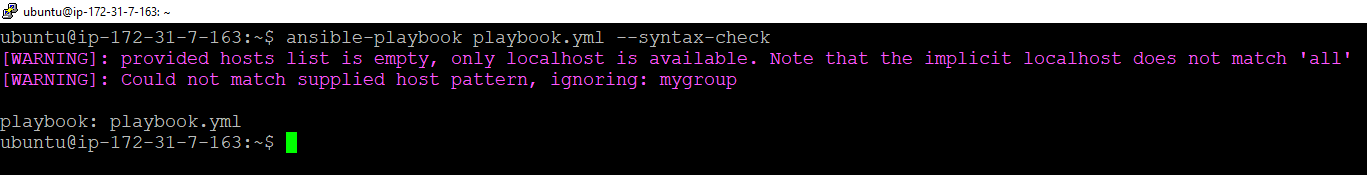 ubuntu@ip-172-31-7-163: ~
ubuntu@ip-172-31-7-163:~$ ansible-playbook playbook.yml --syntax-check
[WARNING]: provided hosts list is empty, only localhost is available. Note that the implicit localhost does not match 'all'
[WARNING]: Could not match supplied host pattern, ignoring: mygroup
playbook: playbook.yml
ubuntu@ip-172-31-7-163:~$